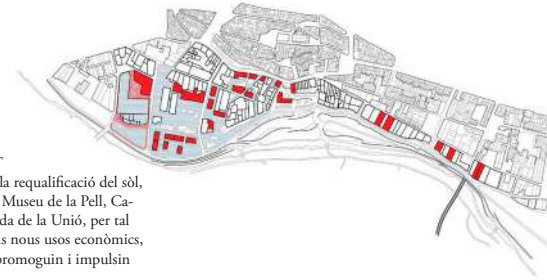 la requalificació del sòl,
Museu de la Pell, Ca-
da de la Unió, per tal
s nous usos econòmics,
promoguin i impulsin